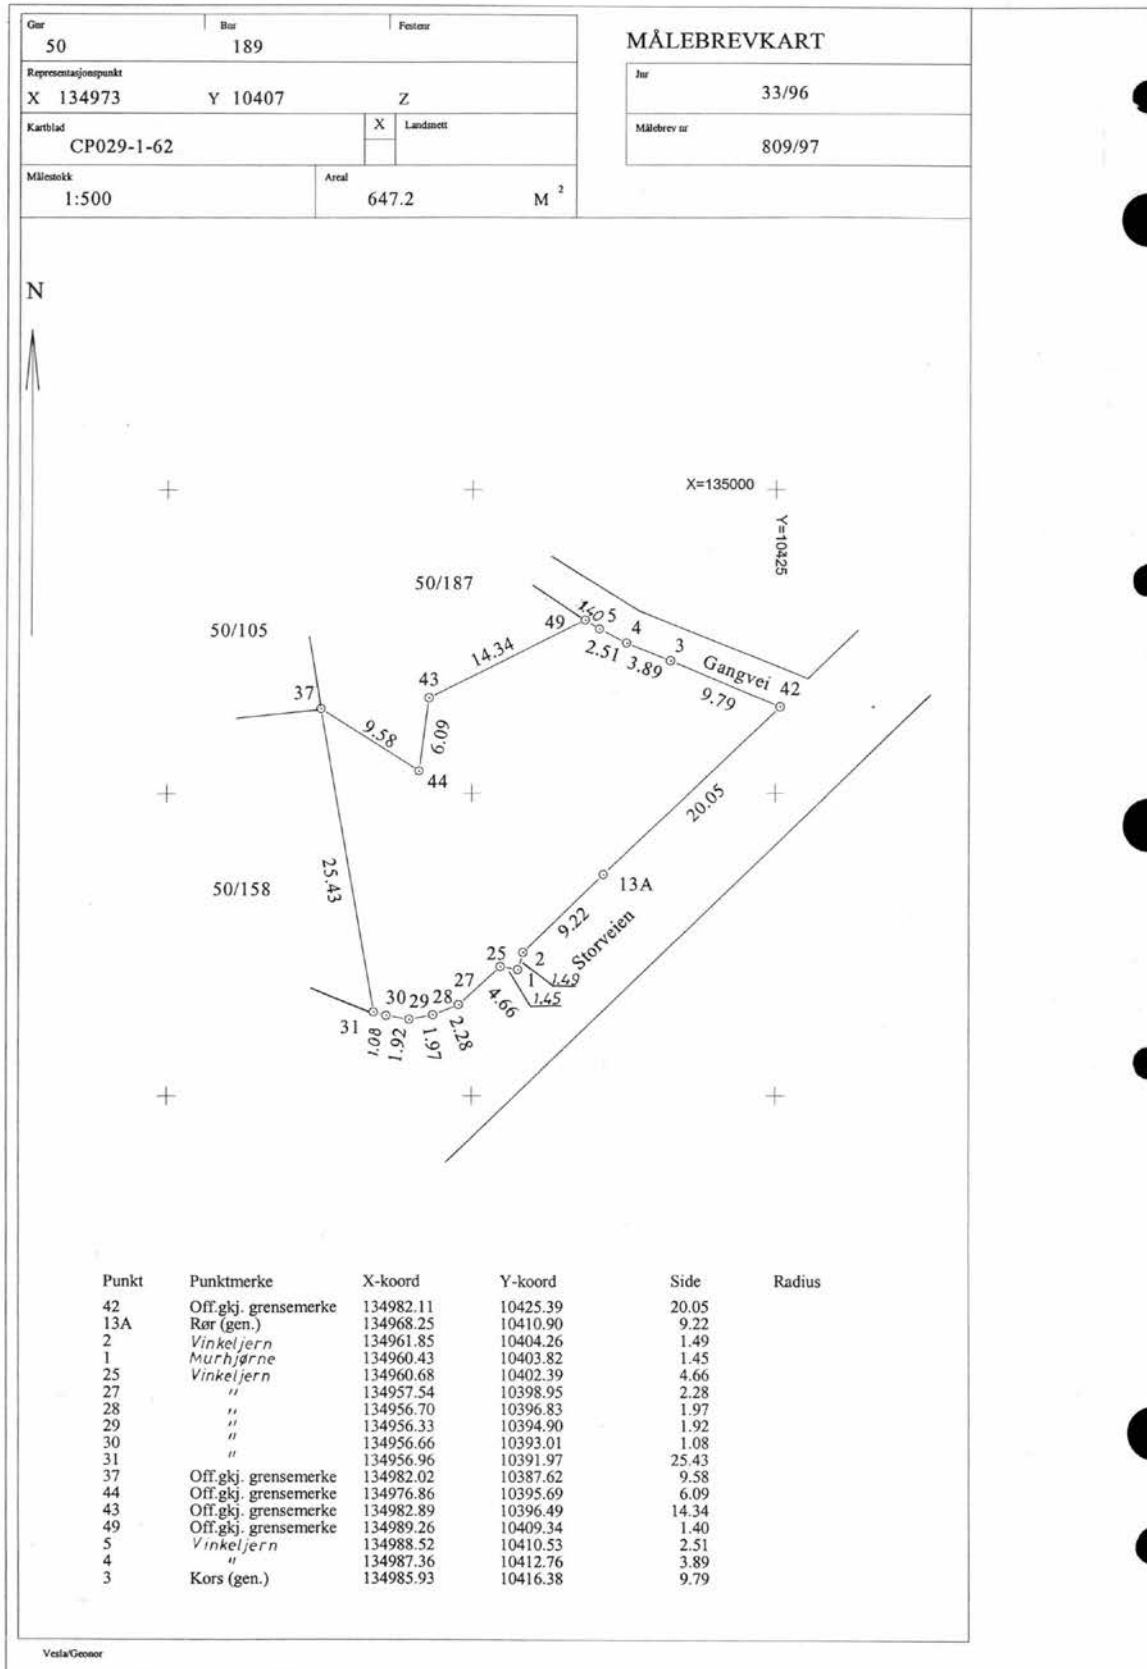 Gnr Bnr Festenr
50 189
Representasjonspunkt
X 134973 Y 10407 Z
Kartblad X Landsnett
CP029-1-62
Målestokk Areal
1:500 647.2 M 2
MÅLEBREVKART
Jnr
33/96
Målebrev nr
809/97
N
X=135000
Y=10425
50/187
50/105
49
1.40
5
4
3
2.51
3.89
Gangvei
42
9.79
14.34
43
37
9.58
6.09
44
20.05
25.43
50/158
13A
9.22
Storveien
25
2
1
1.49
1.45
27
4.66
28
29
30
31
1.08
1.92
1.97
2.28
Punkt Punktmerke X-koord Y-koord Side Radius
42 Off.gkj. grensemerke 134982.11 10425.39 20.05
13A Rør (gen.) 134968.25 10410.90 9.22
2 Vinkeljern 134961.85 10404.26 1.49
1 Murhjørne 134960.43 10403.82 1.45
25 Vinkeljern 134960.68 10402.39 4.66
27 " 134957.54 10398.95 2.28
28 " 134956.70 10396.83 1.97
29 " 134956.33 10394.90 1.92
30 " 134956.66 10393.01 1.08
31 " 134956.96 10391.97 25.43
37 Off.gkj. grensemerke 134982.02 10387.62 9.58
44 Off.gkj. grensemerke 134976.86 10395.69 6.09
43 Off.gkj. grensemerke 134982.89 10396.49 14.34
49 Off.gkj. grensemerke 134989.26 10409.34 1.40
5 Vinkeljern 134988.52 10410.53 2.51
4 " 134987.36 10412.76 3.89
3 Kors (gen.) 134985.93 10416.38 9.79
Vesla/Geonor